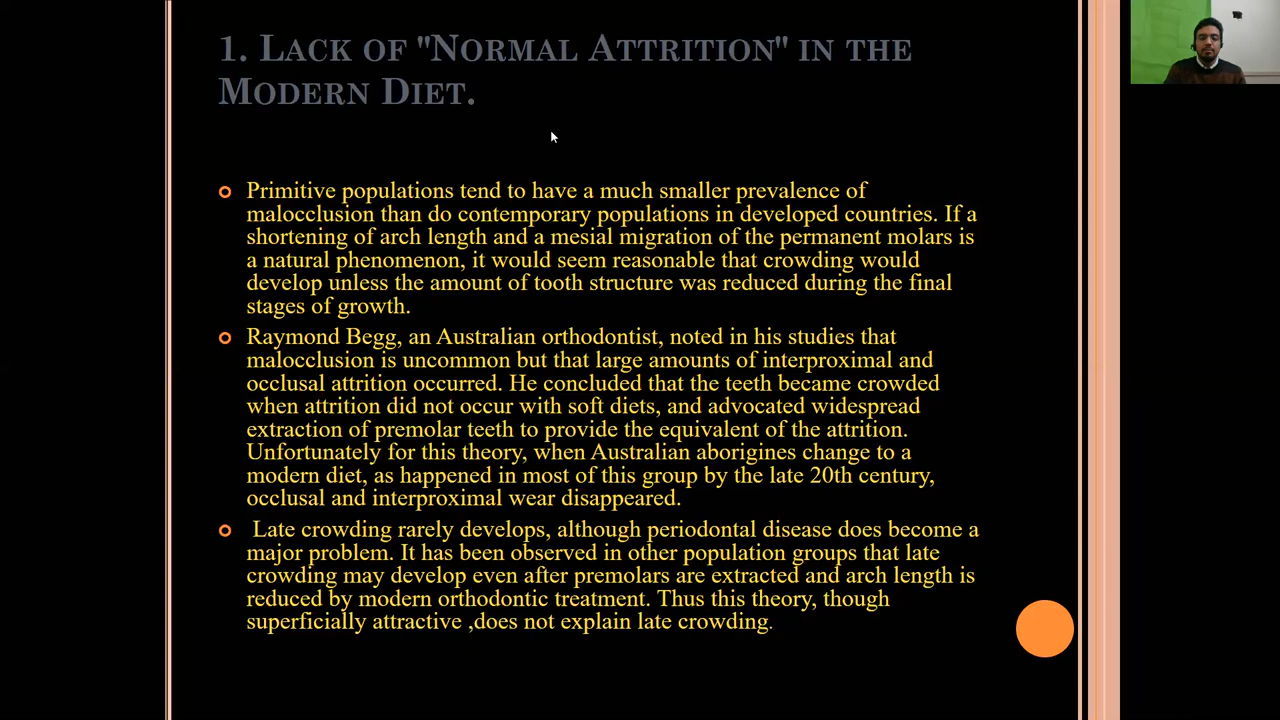 1. LACK OF "NORMAL ATTRITION" IN THE
MODERN DIET.
Primitive populations tend to have a much smaller prevalence of
malocclusion than do contemporary populations in developed countries. If a
shortening of arch length and a mesial migration of the permanent molars is
a natural phenomenon, it would seem reasonable that crowding would
develop unless the amount of tooth structure was reduced during the final
stages of growth.
Raymond Begg, an Australian orthodontist, noted in his studies that
malocclusion is uncommon but that large amounts of interproximal and
occlusal attrition occurred. He concluded that the teeth became crowded
when attrition did not occur with soft diets, and advocated widespread
extraction of premolar teeth to provide the equivalent of the attrition.
Unfortunately for this theory, when Australian aborigines change to a
modern diet, as happened in most of this group by the late 20th century,
occlusal and interproximal wear disappeared.
Late crowding rarely develops, although periodontal disease does become a
major problem. It has been observed in other population groups that late
crowding may develop even after premolars are extracted and arch length is
reduced by modern orthodontic treatment. Thus this theory, though
superficially attractive ,does not explain late crowding.